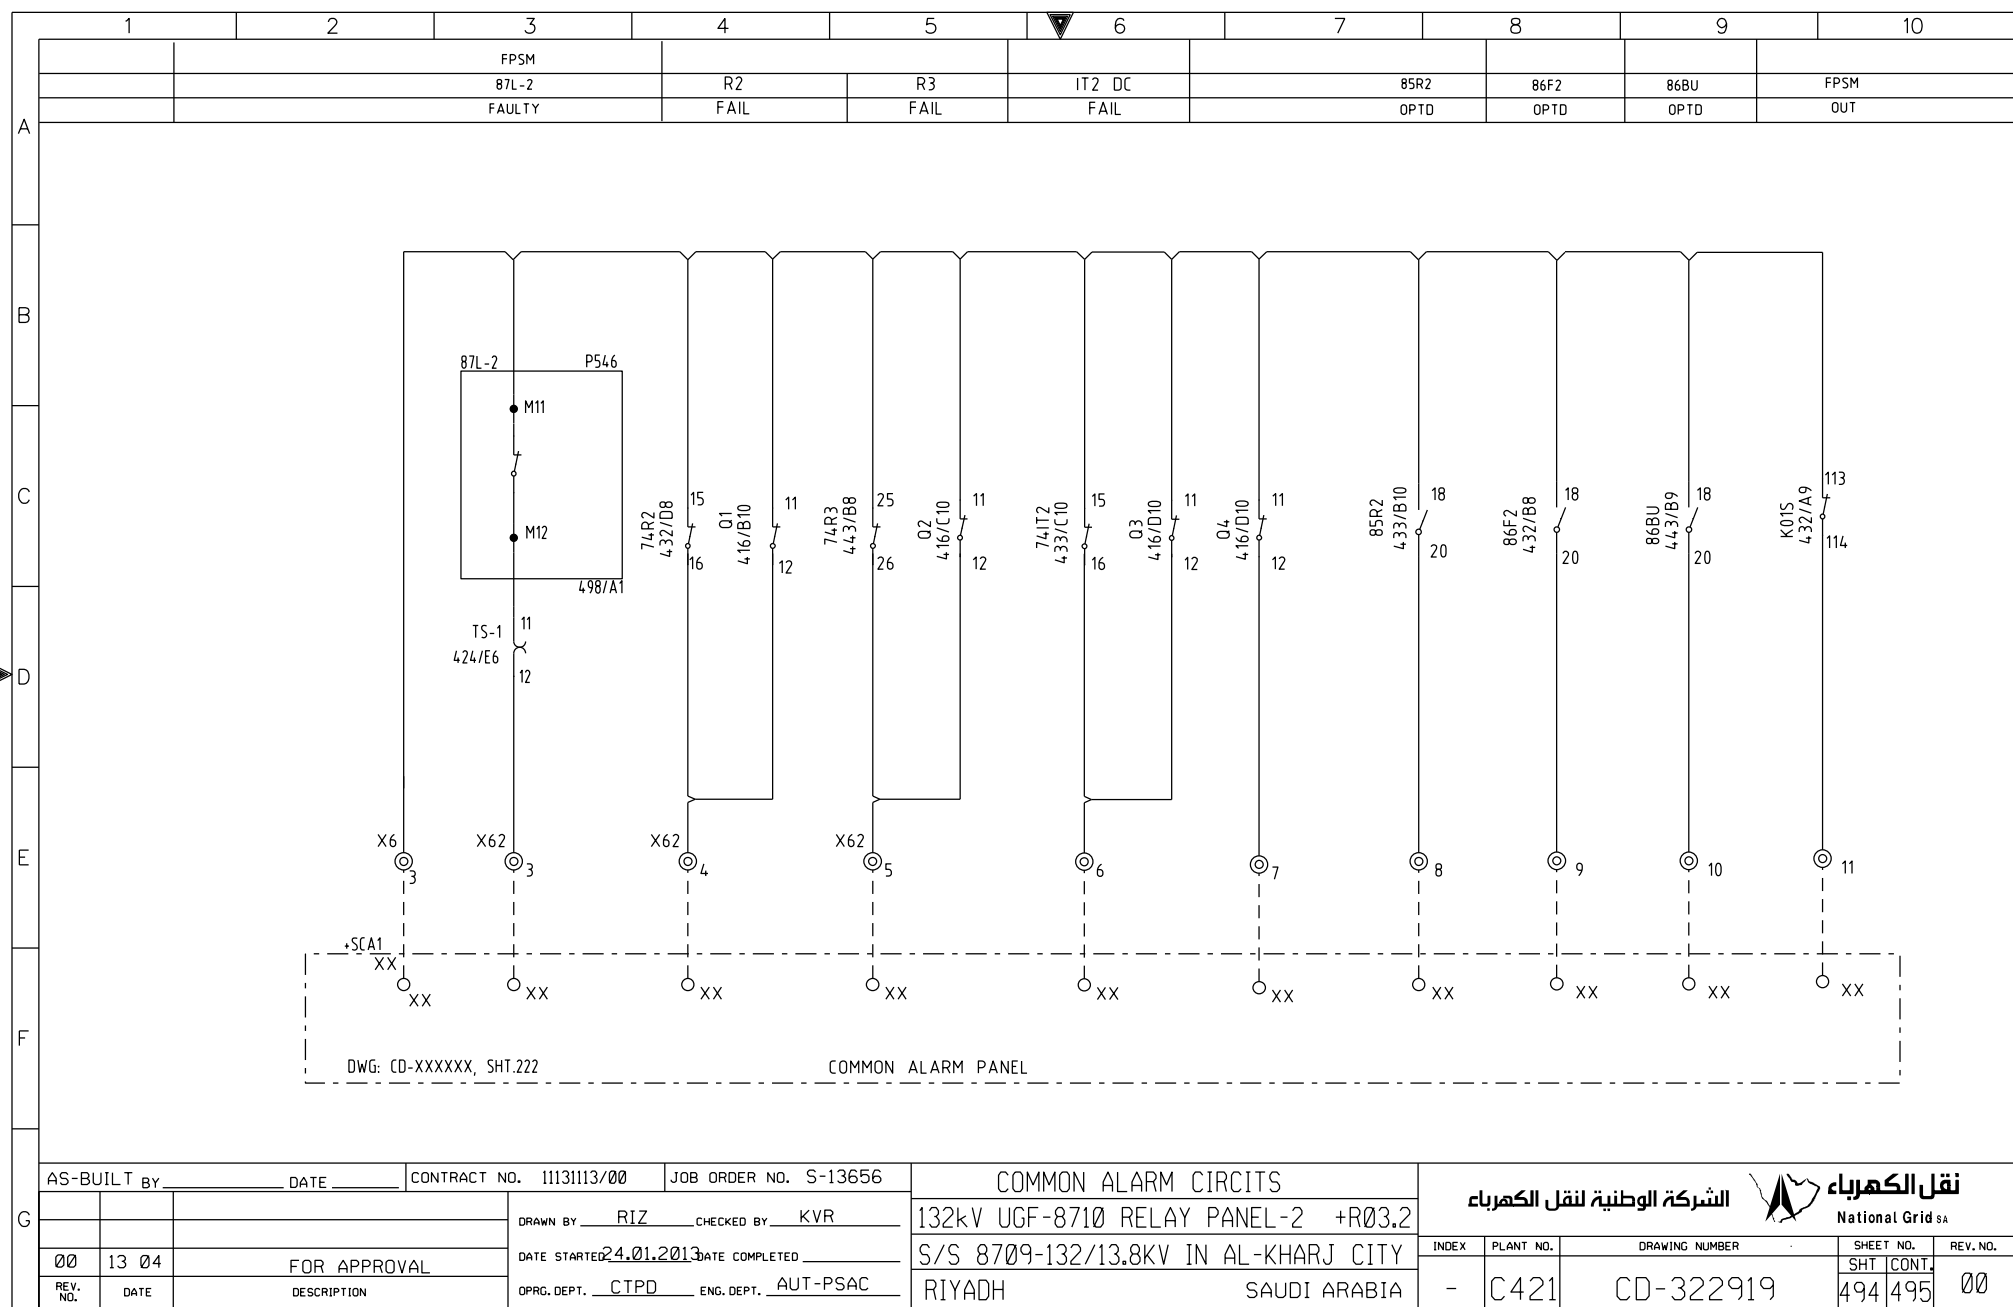 1 2 3 4 5 6 7 8 9 10
FPSM
87L-2 R2 R3 IT2 DC 85R2 86F2 86BU FPSM
FAULTY FAIL FAIL FAIL OPTD OPTD OPTD OUT
A
B
C
D
E
F
G
87L-2 P546
M11
M12
498/A1
TS-1 11
424/E6
12
74R2
432/D8
15
16
Q1
416/B10
11
12
74R3
443/B8
25
26
Q2
416/C10
11
12
74IT2
433/C10
15
16
Q3
416/D10
11
12
Q4
416/D10
11
12
85R2
433/B10
18
20
86F2
432/B8
18
20
86BU
443/B9
18
20
K01S
432/A9
113
114
X6 X62 X62 X62
3 3 4 5 6 7 8 9 10 11
+SCA1
XX
XX XX XX XX XX XX XX XX XX XX
DWG: CD-XXXXXX, SHT.222 COMMON ALARM PANEL
AS-BUILT BY DATE CONTRACT NO. 11131113/00 JOB ORDER NO. S-13656
DRAWN BY RIZ CHECKED BY KVR
DATE STARTED 24.01.2013 DATE COMPLETED
OPRG. DEPT. CTPD ENG. DEPT. AUT-PSAC
00 13 04 FOR APPROVAL
REV. NO. DATE DESCRIPTION
COMMON ALARM CIRCITS
132kV UGF-8710 RELAY PANEL-2 +R03.2
S/S 8709-132/13.8KV IN AL-KHARJ CITY
RIYADH SAUDI ARABIA
الشركة الوطنية لنقل الكهرباء
نقل الكهرباء
National Grid SA
INDEX PLANT NO. DRAWING NUMBER SHEET NO. REV. NO.
SHT CONT.
- C421 CD-322919 494 495 00